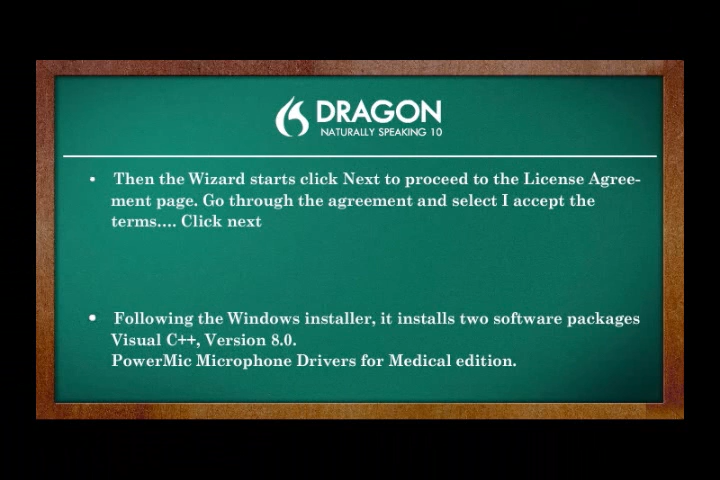 DRAGON
NATURALLY SPEAKING 10
• Then the Wizard starts click Next to proceed to the License Agree-
ment page. Go through the agreement and select I accept the
terms.... Click next
• Following the Windows installer, it installs two software packages
Visual C++, Version 8.0.
PowerMic Microphone Drivers for Medical edition.